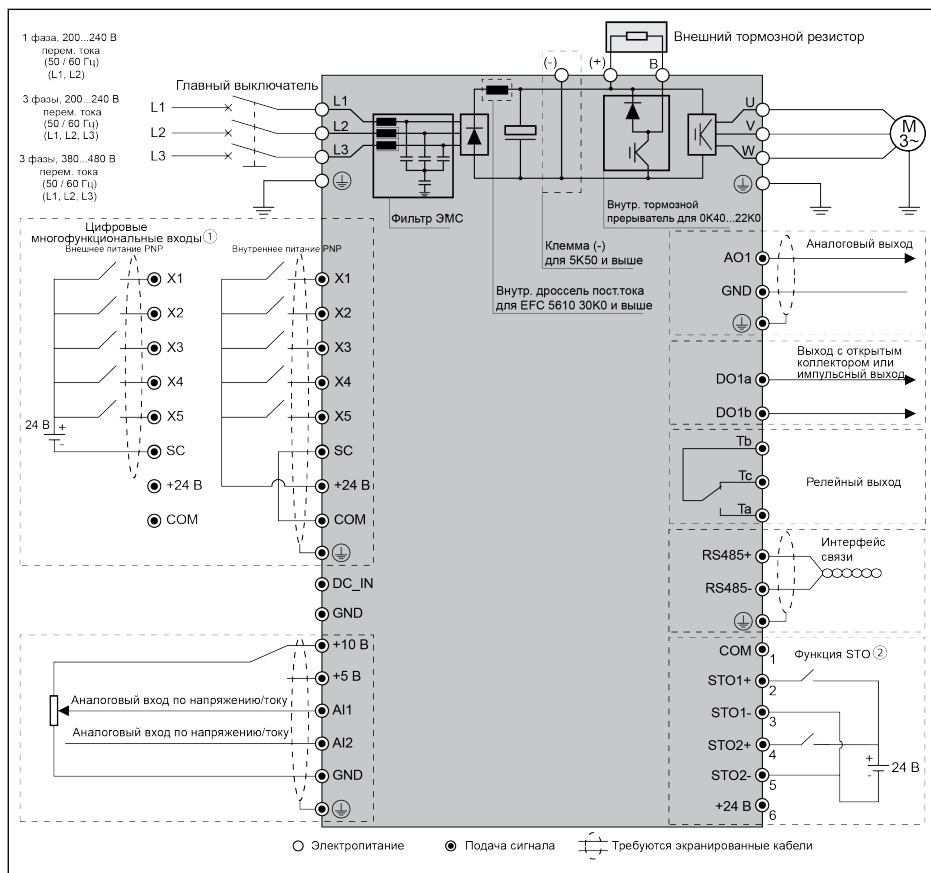 1 фаза, 200...240 В
перем. тока
(50 / 60 Гц)
(L1, L2)
3 фазы, 200...240 В
перем. тока
(50 / 60 Гц)
(L1, L2, L3)
3 фазы, 380...480 В
перем. тока
(50 / 60 Гц)
(L1, L2, L3)
Главный выключатель
L1
L2
L3
L1
L2
L3
Фильтр ЭМС
(-)
(+)
B
Внешний тормозной резистор
U
V
W
M
3~
Внутр. тормозной
прерыватель для 0K40...22K0
Клемма (-)
для 5K50 и выше
Внутр. дроссель пост.тока
для EFC 5610 30K0 и выше
Цифровые
многофункциональные входы ①
Внешнее питание PNP
Внутреннее питание PNP
X1
X2
X3
X4
X5
24 В
+
-
SC
+24 В
COM
X1
X2
X3
X4
X5
SC
+24 В
COM
DC_IN
GND
+10 В
+5 В
Аналоговый вход по напряжению/току
AI1
Аналоговый вход по напряжению/току
AI2
GND
Аналоговый выход
AO1
GND
Выход с открытым
коллектором или
импульсный выход
DO1a
DO1b
Tb
Tc
Ta
Релейный выход
RS485+
RS485-
Интерфейс
связи
COM
1
Функция STO ②
STO1+
2
STO1-
3
STO2+
4
STO2-
5
+24 В
6
+
-
24 В
Электропитание
Подача сигнала
Требуются экранированные кабели